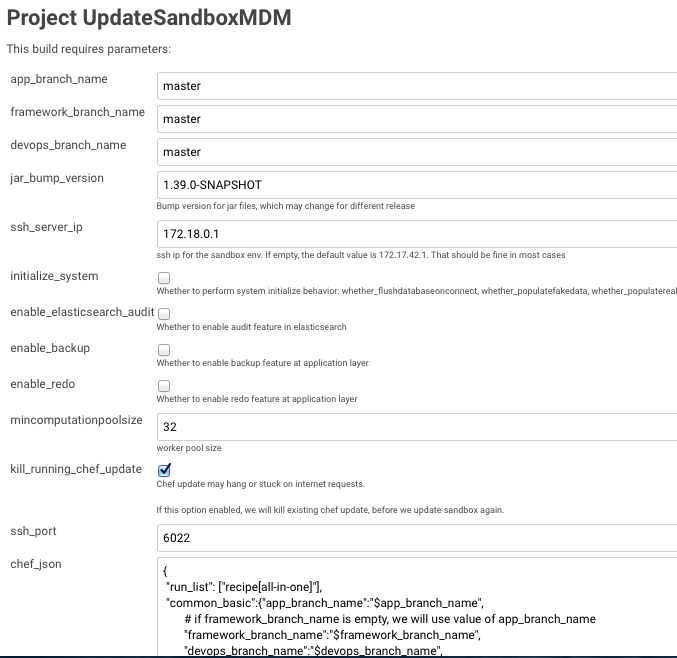 Project UpdateSandboxMDM
This build requires parameters:
app_branch_name
master
framework_branch_name
master
devops_branch_name
master
jar_bump_version
1.39.0-SNAPSHOT
Bump version for jar files, which may change for different release
ssh_server_ip
172.18.0.1
ssh ip for the sandbox env. If empty, the default value is 172.17.42.1. That should be fine in most cases
initialize_system
Whether to perform system initialize behavior: whether_flushdatabaseonconnect, whether_populatefakedata, whether_populatereal
enable_elasticsearch_audit
Whether to enable audit feature in elasticsearch
enable_backup
Whether to enable backup feature at application layer
enable_redo
Whether to enable redo feature at application layer
mincomputationpoolsize
32
worker pool size
kill_running_chef_update
Chef update may hang or stuck on internet requests.
If this option enabled, we will kill existing chef update, before we update sandbox again.
ssh_port
6022
chef_json
{
"run_list": ["recipe[all-in-one]"],
"common_basic":{"app_branch_name":"$app_branch_name",
# if framework_branch_name is empty, we will use value of app_branch_name
"framework_branch_name":"$framework_branch_name",
"devops_branch_name":"$devops_branch_name",